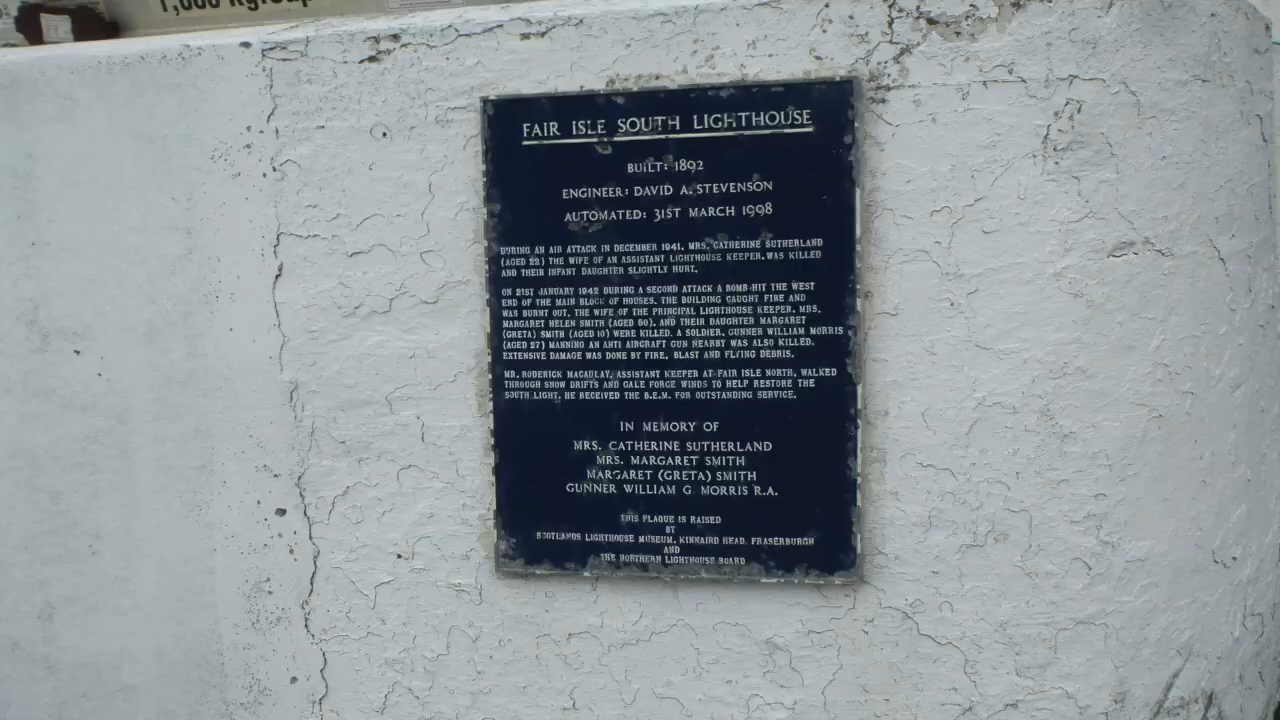 1,000 kg
FAIR ISLE SOUTH LIGHTHOUSE
BUILT: 1892
ENGINEER: DAVID A. STEVENSON
AUTOMATED: 31ST MARCH 1998
DURING AN AIR ATTACK IN DECEMBER 1941, MRS. CATHERINE SUTHERLAND
(AGED 22) THE WIFE OF AN ASSISTANT LIGHTHOUSE KEEPER, WAS KILLED
AND THEIR INFANT DAUGHTER SLIGHTLY HURT.
ON 21ST JANUARY 1942 DURING A SECOND ATTACK A BOMB HIT THE WEST
END OF THE MAIN BLOCK OF HOUSES. THE BUILDING CAUGHT FIRE AND
WAS BURNT OUT. THE WIFE OF THE PRINCIPAL LIGHTHOUSE KEEPER, MRS.
MARGARET HELEN SMITH (AGED 50), AND THEIR DAUGHTER MARGARET
(GRETA) SMITH (AGED 10) WERE KILLED. A SOLDIER, GUNNER WILLIAM MORRIS
(AGED 27) MANNING AN ANTI AIRCRAFT GUN NEARBY WAS ALSO KILLED.
EXTENSIVE DAMAGE WAS DONE BY FIRE, BLAST AND FLYING DEBRIS.
MR. RODERICK MACAULAY, ASSISTANT KEEPER AT FAIR ISLE NORTH, WALKED
THROUGH SNOW DRIFTS AND GALE FORCE WINDS TO HELP RESTORE THE
SOUTH LIGHT. HE RECEIVED THE B.E.M. FOR OUTSTANDING SERVICE.
IN MEMORY OF
MRS. CATHERINE SUTHERLAND
MRS. MARGARET SMITH
MARGARET (GRETA) SMITH
GUNNER WILLIAM G. MORRIS R.A.
THIS PLAQUE IS RAISED
BY
SCOTLANDS LIGHTHOUSE MUSEUM, KINNAIRD HEAD, FRASERBURGH
AND
THE NORTHERN LIGHTHOUSE BOARD